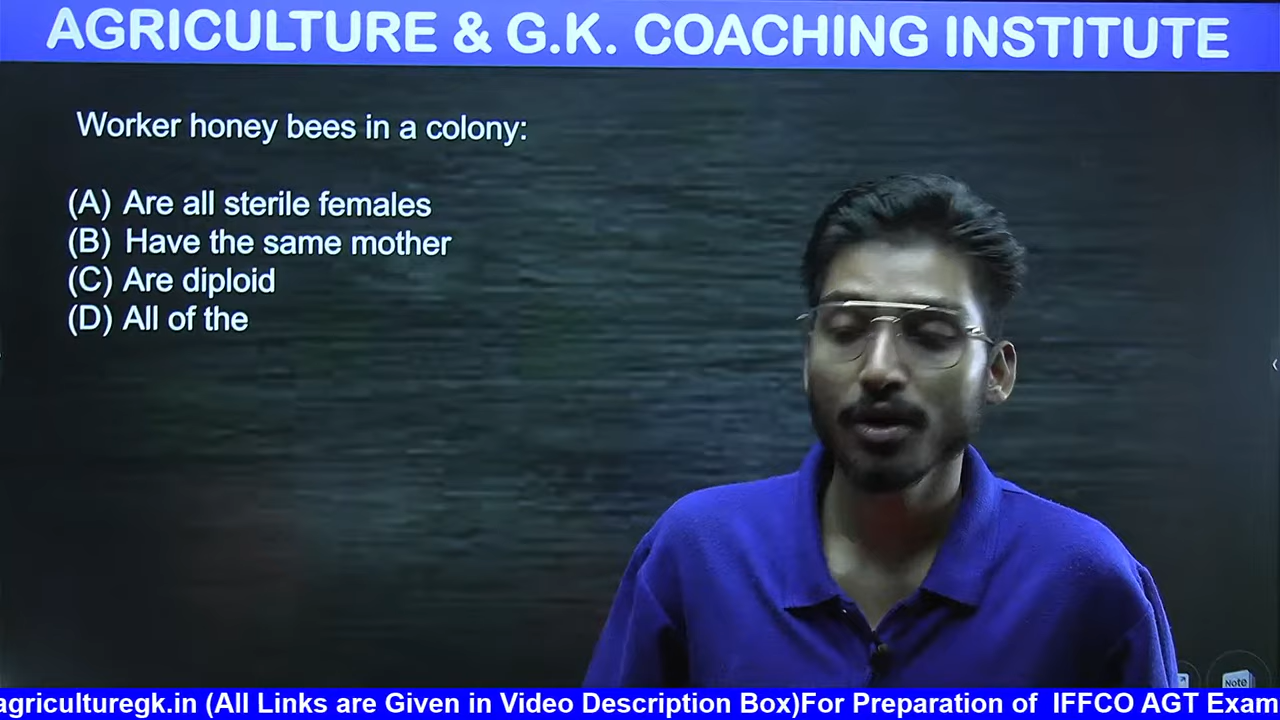 AGRICULTURE & G.K. COACHING INSTITUTE
Worker honey bees in a colony:
(A) Are all sterile females
(B) Have the same mother
(C) Are diploid
(D) All of the
Note
agriculturegk.in (All Links are Given in Video Description Box)For Preparation of IFFCO AGT Exam